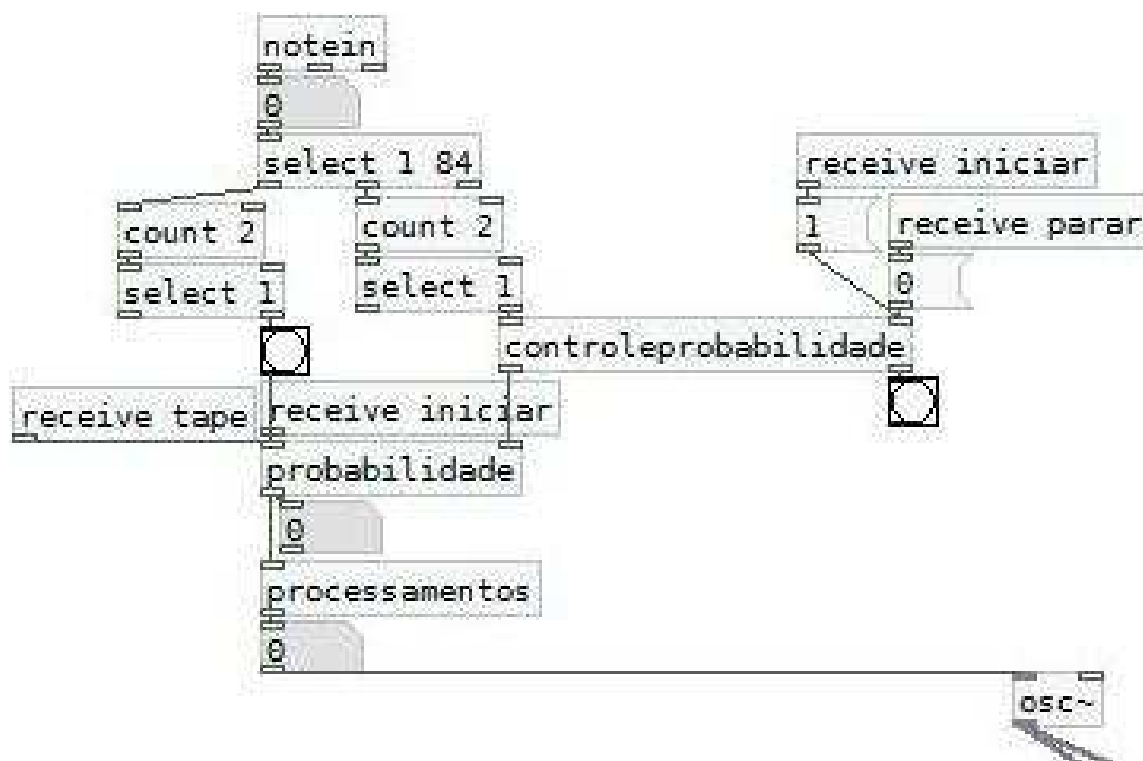 notein
0
select 1 84
receive iniciar
count 2
count 2
1
receive parar
select 1
select 1
0
controleprobabilidade
receive tape
receive iniciar
probabilidade
0
processamentos
0
osc~